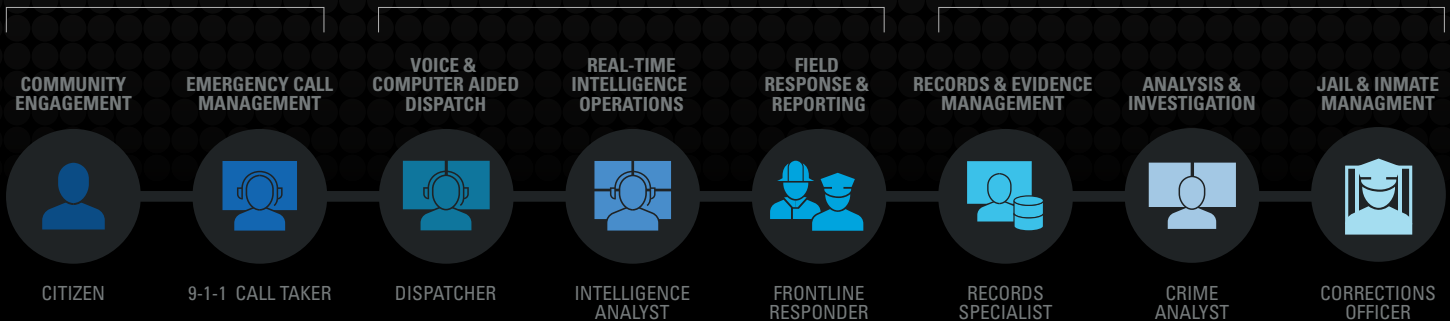 COMMUNITY
ENGAGEMENT
EMERGENCY CALL
MANAGEMENT
VOICE &
COMPUTER AIDED
DISPATCH
REAL-TIME
INTELLIGENCE
OPERATIONS
FIELD
RESPONSE &
REPORTING
RECORDS & EVIDENCE
MANAGEMENT
ANALYSIS &
INVESTIGATION
JAIL & INMATE
MANAGMENT
CITIZEN
9-1-1 CALL TAKER
DISPATCHER
INTELLIGENCE
ANALYST
FRONTLINE
RESPONDER
RECORDS
SPECIALIST
CRIME
ANALYST
CORRECTIONS
OFFICER